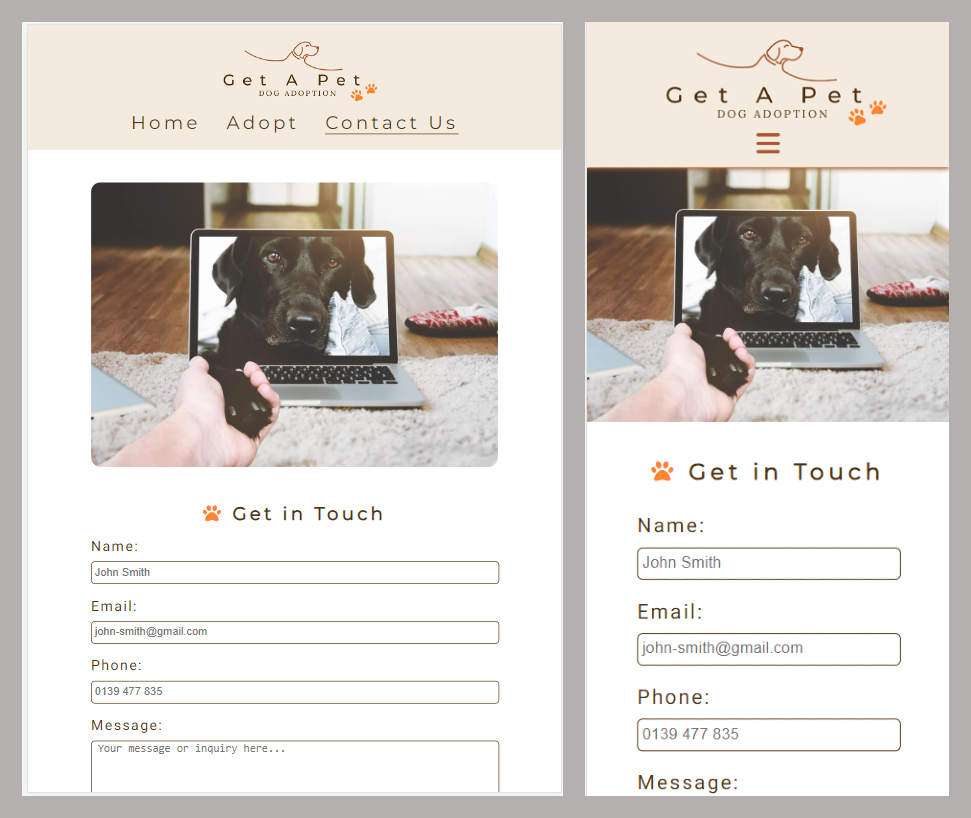 Get A Pet
DOG ADOPTION
Home Adopt Contact Us
Get in Touch
Name:
John Smith
Email:
john-smith@gmail.com
Phone:
0139 477 835
Message:
Your message or inquiry here...
Get A Pet
DOG ADOPTION
Get in Touch
Name:
John Smith
Email:
john-smith@gmail.com
Phone:
0139 477 835
Message: